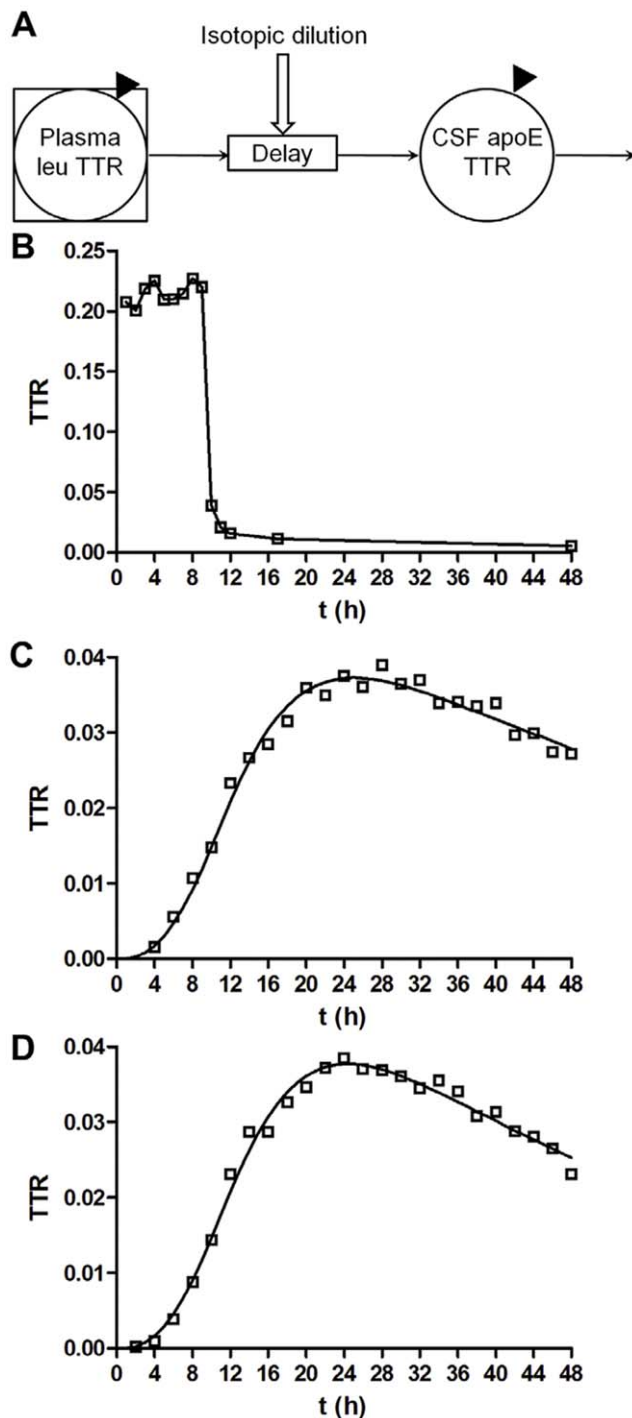 A
Isotopic dilution
Plasma
leu TTR
Delay
CSF apoE
TTR
B
0.25
0.20
0.15
0.10
0.05
0.00
TTR
0 4 8 12 16 20 24 28 32 36 40 44 48
t (h)
C
0.04
0.03
0.02
0.01
0.00
TTR
0 4 8 12 16 20 24 28 32 36 40 44 48
t (h)
D
0.04
0.03
0.02
0.01
0.00
TTR
0 4 8 12 16 20 24 28 32 36 40 44 48
t (h)